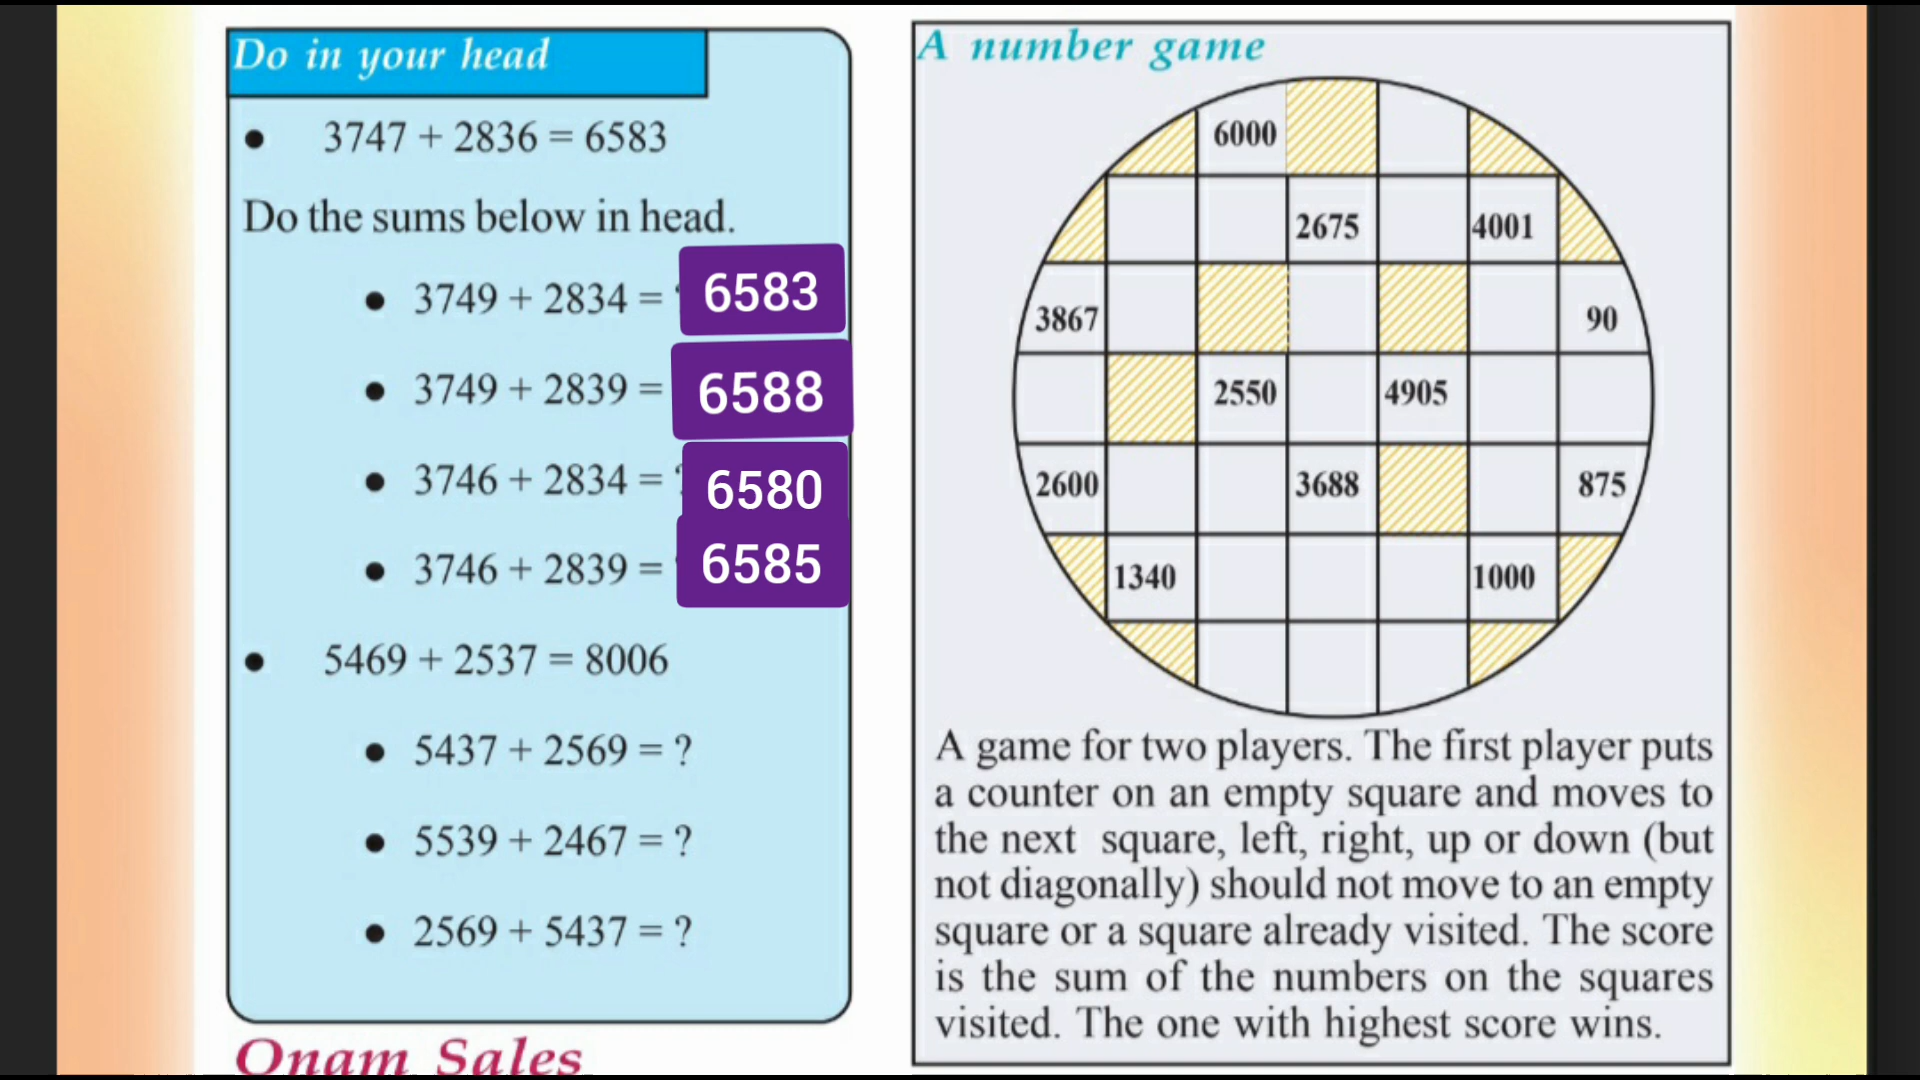 Do in your head
3747 + 2836 = 6583
Do the sums below in head.
3749 + 2834 = 6583
3749 + 2839 = 6588
3746 + 2834 = ? 6580
3746 + 2839 = 6585
5469 + 2537 = 8006
5437 + 2569 = ?
5539 + 2467 = ?
2569 + 5437 = ?
Onam Sales
A number game
6000
2675 4001
3867 90
2550 4905
2600 3688 875
1340 1000
A game for two players. The first player puts
a counter on an empty square and moves to
the next square, left, right, up or down (but
not diagonally) should not move to an empty
square or a square already visited. The score
is the sum of the numbers on the squares
visited. The one with highest score wins.